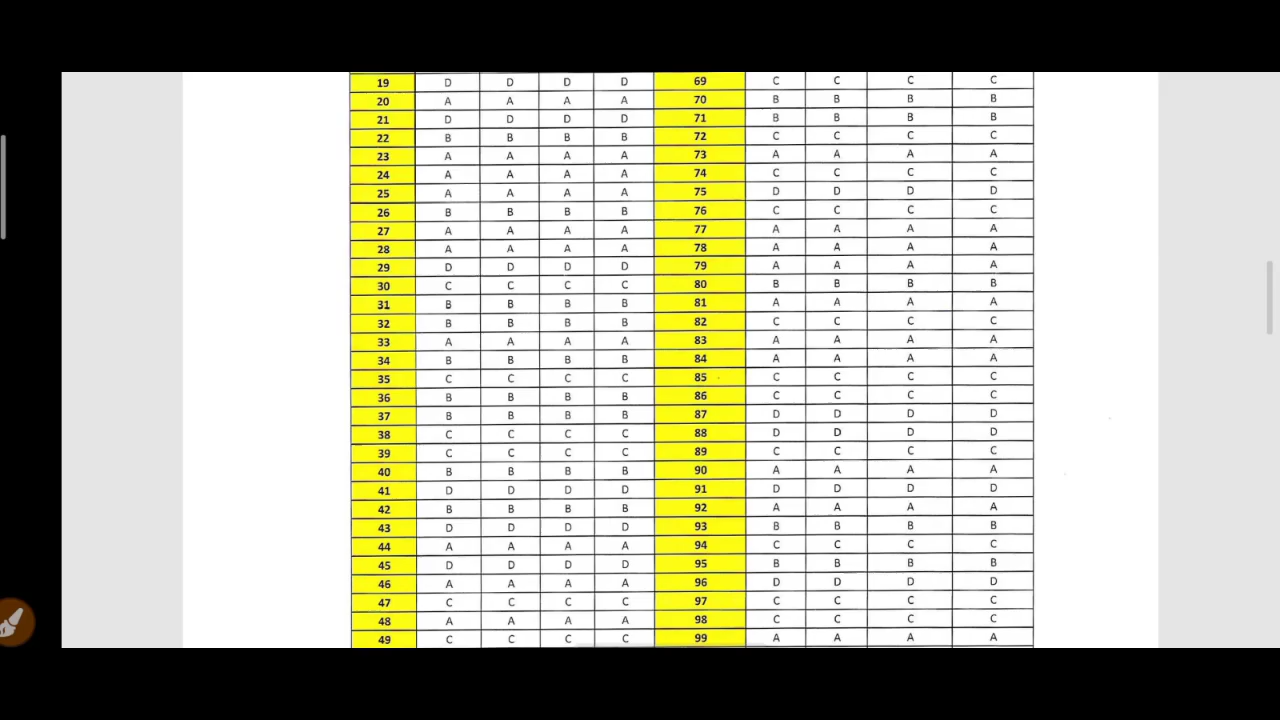 19 D D D D 69 C C C C
20 A A A A 70 B B B B
21 D D D D 71 B B B B
22 B B B B 72 C C C C
23 A A A A 73 A A A A
24 A A A A 74 C C C C
25 A A A A 75 D D D D
26 B B B B 76 C C C C
27 A A A A 77 A A A A
28 A A A A 78 A A A A
29 D D D D 79 A A A A
30 C C C C 80 B B B B
31 B B B B 81 A A A A
32 B B B B 82 C C C C
33 A A A A 83 A A A A
34 B B B B 84 A A A A
35 C C C C 85 C C C C
36 B B B B 86 C C C C
37 B B B B 87 D D D D
38 C C C C 88 D D D D
39 C C C C 89 C C C C
40 B B B B 90 A A A A
41 D D D D 91 D D D D
42 B B B B 92 A A A A
43 D D D D 93 B B B B
44 A A A A 94 C C C C
45 D D D D 95 B B B B
46 A A A A 96 D D D D
47 C C C C 97 C C C C
48 A A A A 98 C C C C
49 C C C C 99 A A A A